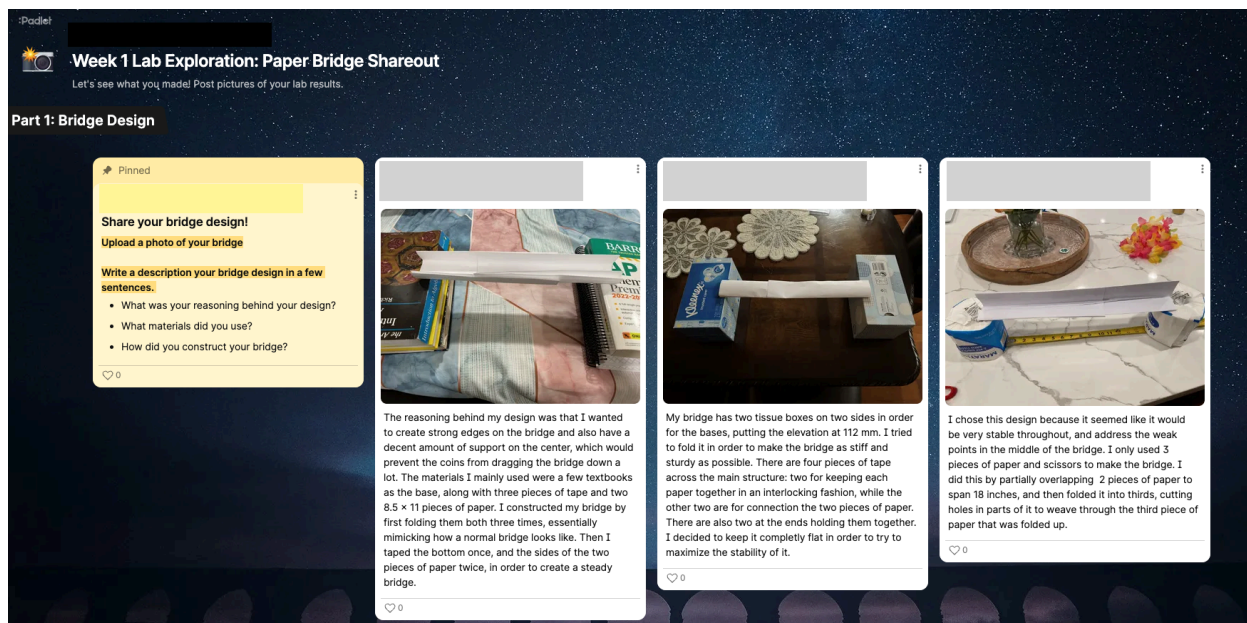 :Padlet
Week 1 Lab Exploration: Paper Bridge Shareout
Let's see what you made! Post pictures of your lab results.
Part 1: Bridge Design
Pinned
Share your bridge design!
Upload a photo of your bridge
Write a description your bridge design in a few
sentences.
• What was your reasoning behind your design?
• What materials did you use?
• How did you construct your bridge?
0
BARR
The reasoning behind my design was that I wanted
to create strong edges on the bridge and also have a
decent amount of support on the center, which would
prevent the coins from dragging the bridge down a
lot. The materials I mainly used were a few textbooks
as the base, along with three pieces of tape and two
8.5 x 11 pieces of paper. I constructed my bridge by
first folding them both three times, essentially
mimicking how a normal bridge looks like. Then I
taped the bottom once, and the sides of the two
pieces of paper twice, in order to create a steady
bridge.
0
Kleenex
My bridge has two tissue boxes on two sides in order
for the bases, putting the elevation at 112 mm. I tried
to fold it in order to make the bridge as stiff and
sturdy as possible. There are four pieces of tape
across the main structure: two for keeping each
paper together in an interlocking fashion, while the
other two are for connection the two pieces of paper.
There are also two at the ends holding them together.
I decided to keep it completly flat in order to try to
maximize the stability of it.
0
I chose this design because it seemed like it would
be very stable throughout, and address the weak
points in the middle of the bridge. I only used 3
pieces of paper and scissors to make the bridge. I
did this by partially overlapping 2 pieces of paper to
span 18 inches, and then folded it into thirds, cutting
holes in parts of it to weave through the third piece of
paper that was folded up.
0